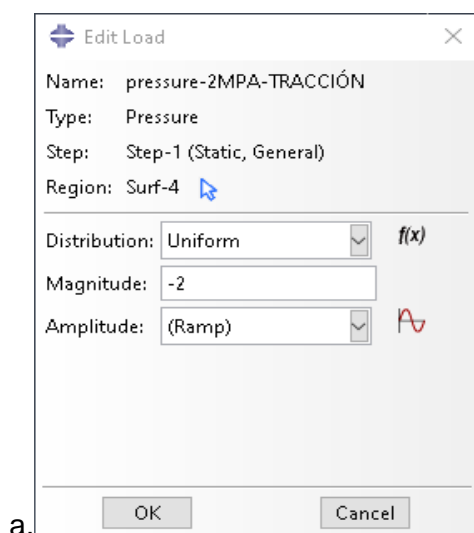 Edit Load
Name: pressure-2MPA-TRACCIÓN
Type: Pressure
Step: Step-1 (Static, General)
Region: Surf-4
Distribution: Uniform f(x)
Magnitude: -2
Amplitude: (Ramp)
OK Cancel
a.